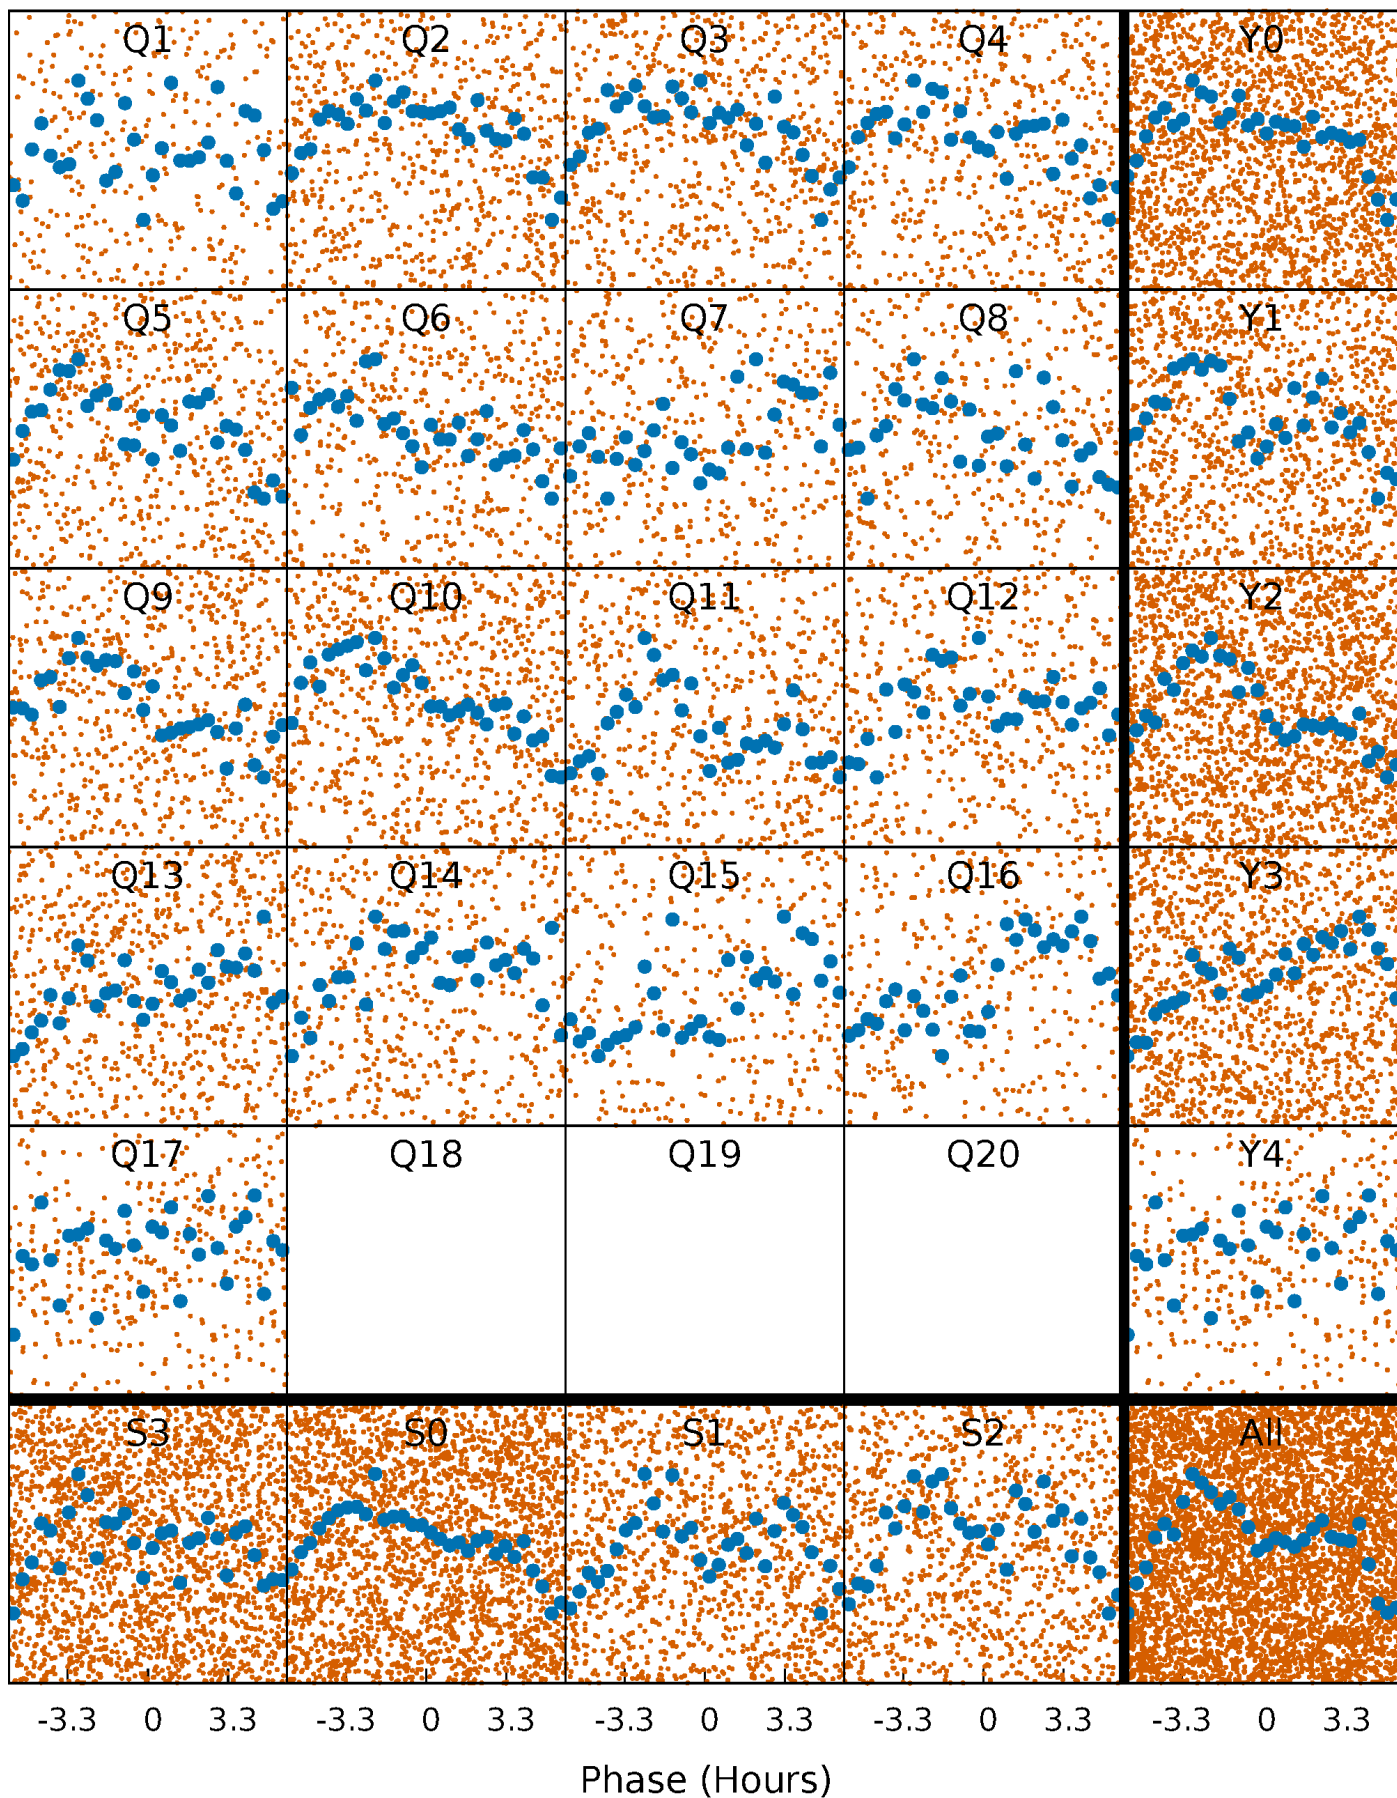 Q1 Q2 Q3 Q4 Y0
Q5 Q6 Q7 Q8 Y1
Q9 Q10 Q11 Q12 Y2
Q13 Q14 Q15 Q16 Y3
Q17 Q18 Q19 Q20 Y4
S3 S0 S1 S2 All
-3.3 0 3.3 -3.3 0 3.3 -3.3 0 3.3 -3.3 0 3.3 -3.3 0 3.3
Phase (Hours)